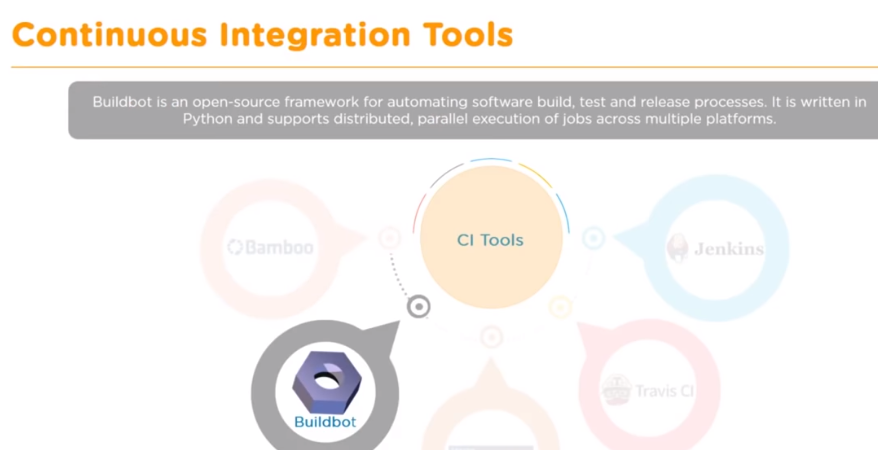 Continuous Integration Tools
Buildbot is an open-source framework for automating software build, test and release processes. It is written in
Python and supports distributed, parallel execution of jobs across multiple platforms.
CI Tools
Bamboo
Jenkins
Travis CI
Buildbot